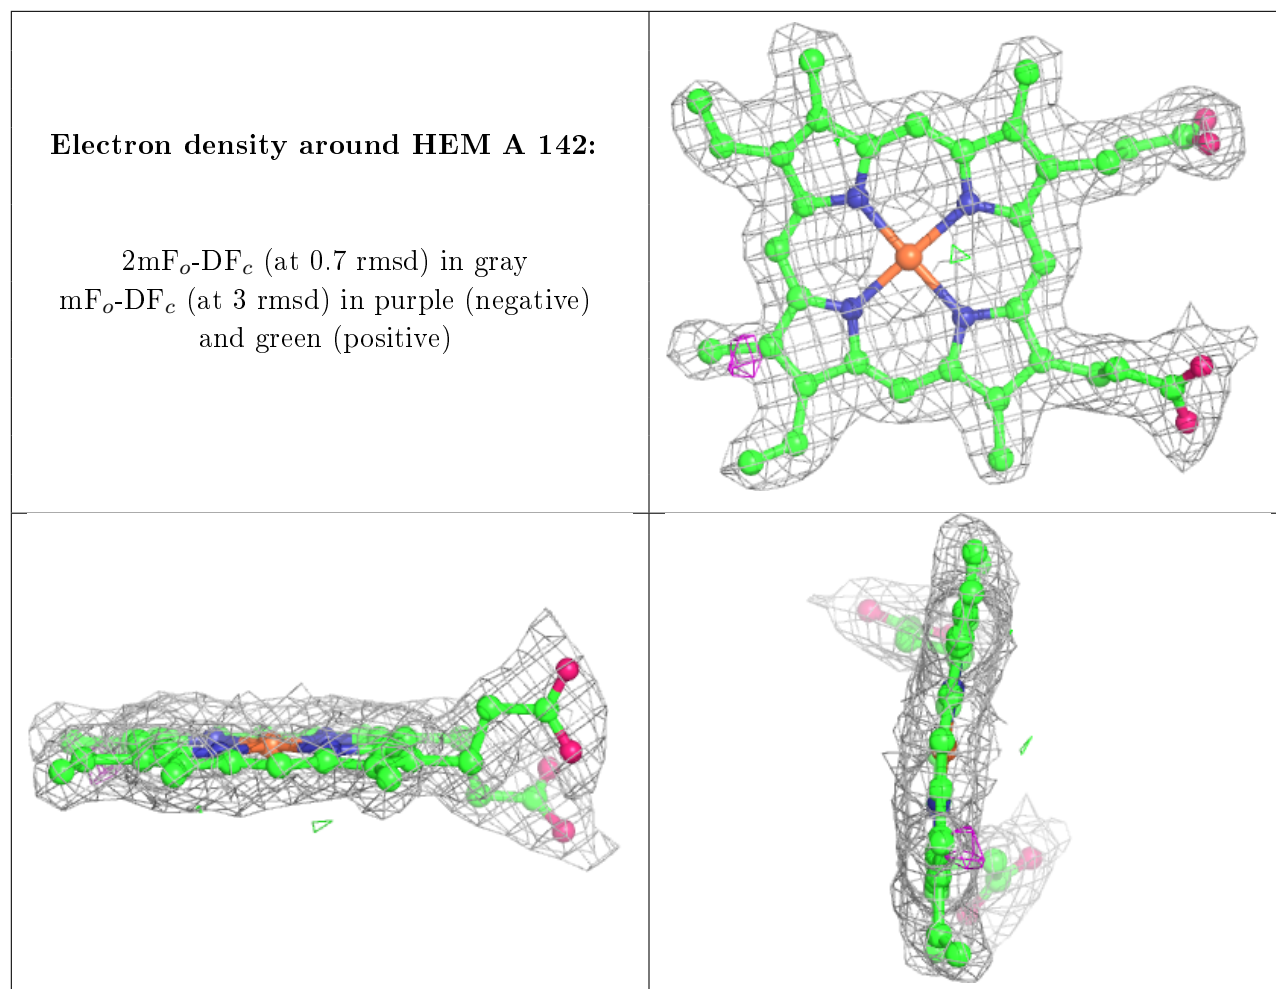 Electron density around HEM A 142:
2mFₒ-DF𝒸 (at 0.7 rmsd) in gray
mFₒ-DF𝒸 (at 3 rmsd) in purple (negative)
and green (positive)